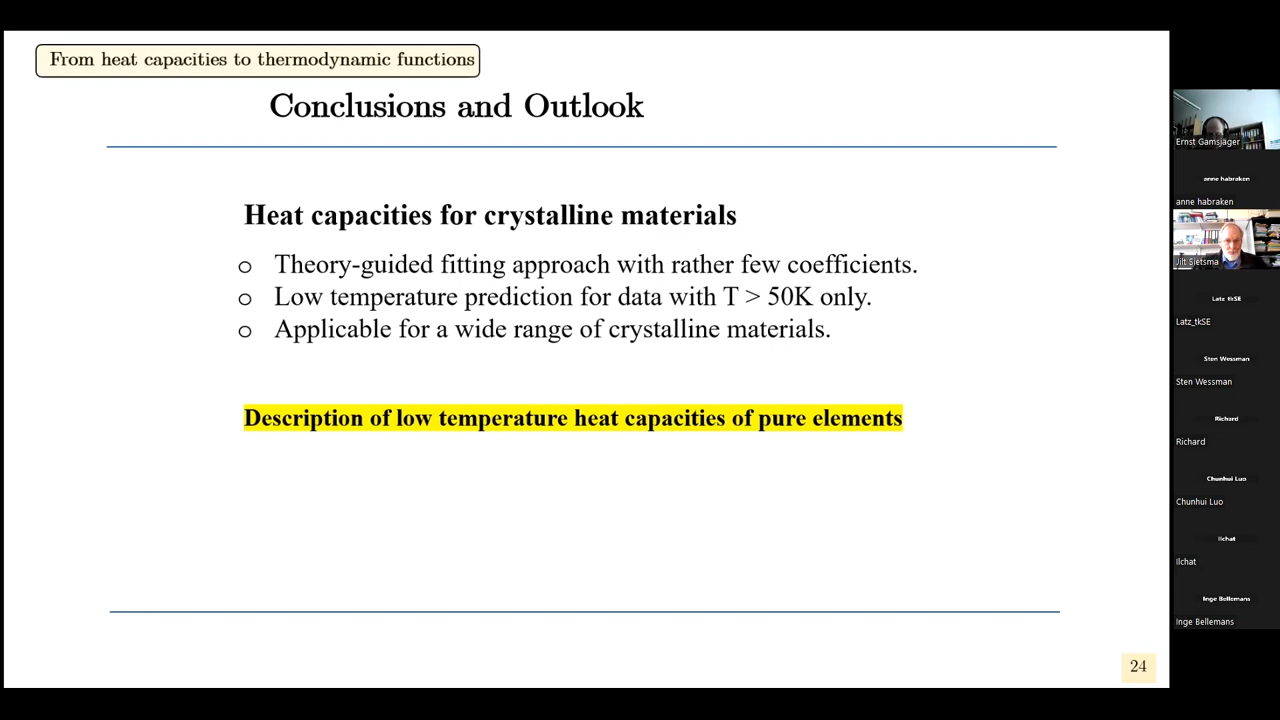 From heat capacities to thermodynamic functions
Conclusions and Outlook
Heat capacities for crystalline materials
o Theory-guided fitting approach with rather few coefficients.
o Low temperature prediction for data with T > 50K only.
o Applicable for a wide range of crystalline materials.
Description of low temperature heat capacities of pure elements
24
Ernst Gamsjäger
anne habraken
anne habraken
Jilt Sietsma
Latz_tkSE
Latz_tkSE
Sten Wessman
Sten Wessman
Richard
Richard
Chunhui Luo
Chunhui Luo
Ilchat
Ilchat
Inge Bellemans
Inge Bellemans